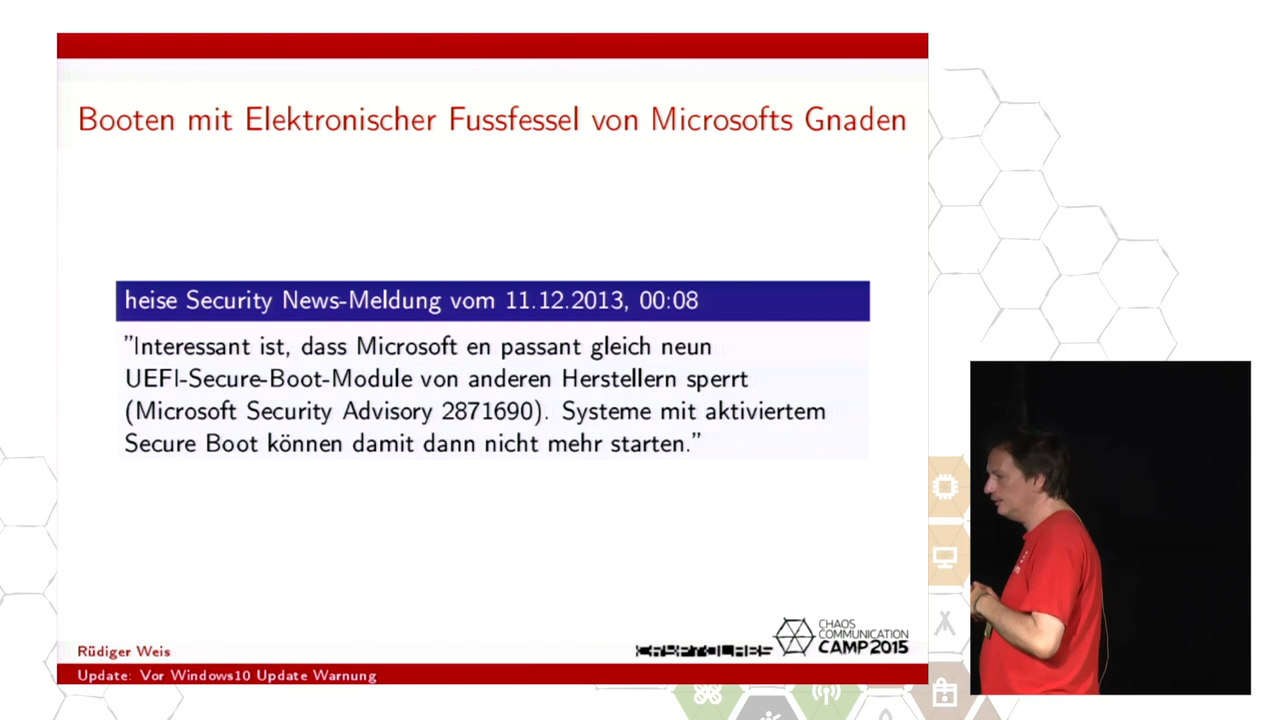 Booten mit Elektronischer Fussfessel von Microsofts Gnaden
heise Security News-Meldung vom 11.12.2013, 00:08
”Interessant ist, dass Microsoft en passant gleich neun
UEFI-Secure-Boot-Module von anderen Herstellern sperrt
(Microsoft Security Advisory 2871690). Systeme mit aktiviertem
Secure Boot können damit dann nicht mehr starten.”
CHAOS
COMMUNICATION
CAMP 2015
Rüdiger Weis
CRYPTOLABS
Update: Vor Windows10 Update Warnung